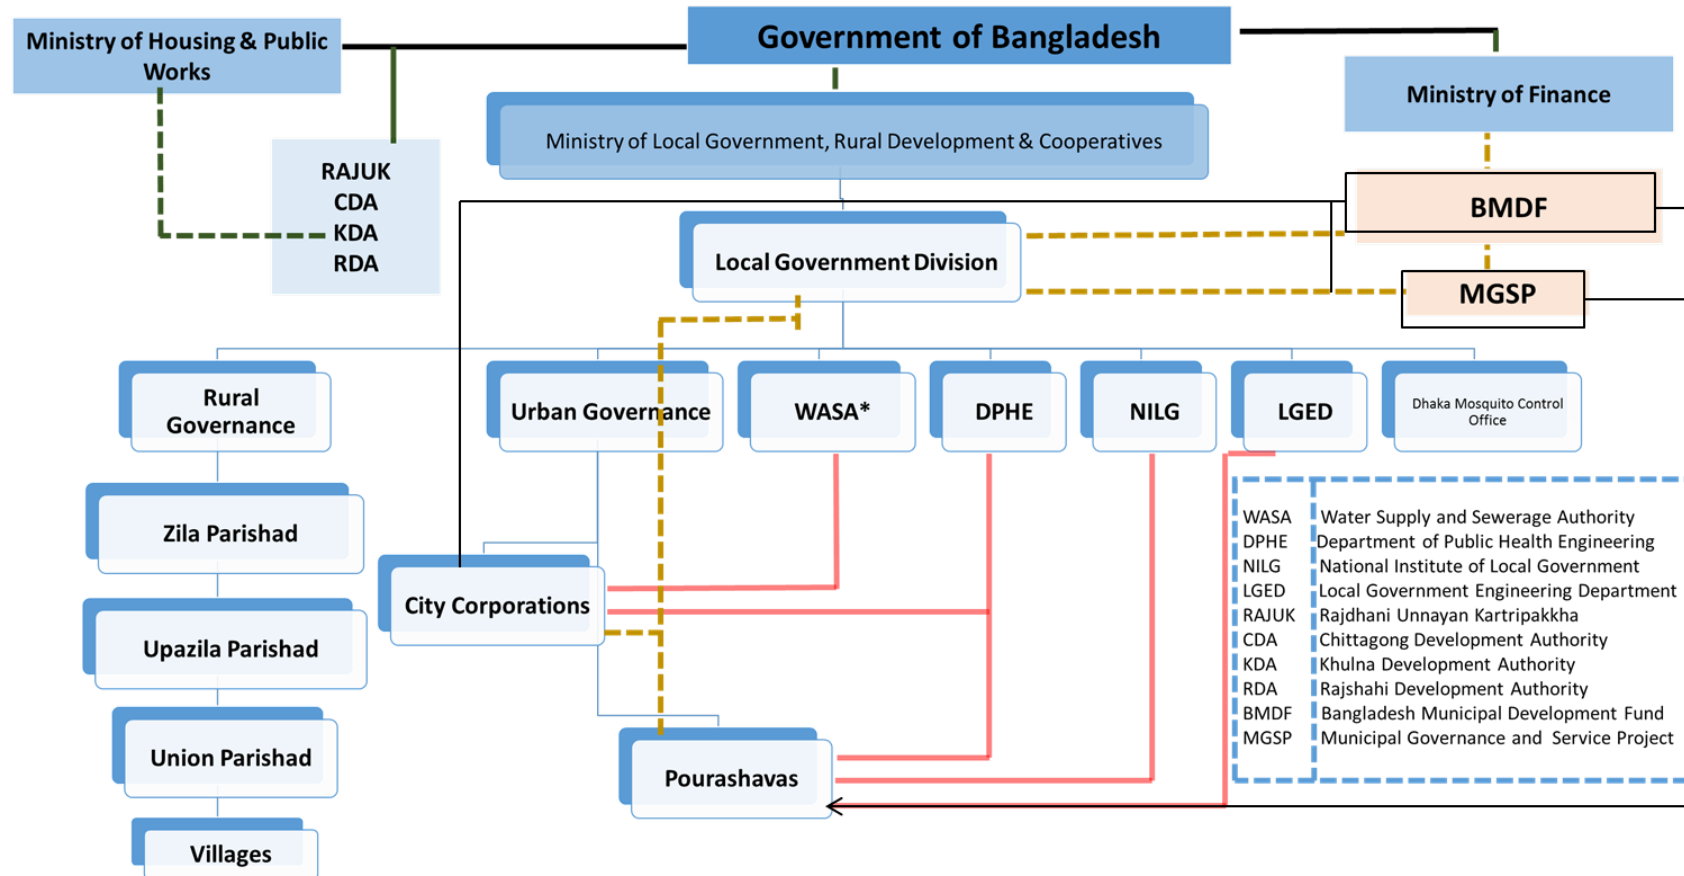 Government of Bangladesh
Ministry of Housing & Public
Works
Ministry of Finance
Ministry of Local Government, Rural Development & Cooperatives
RAJUK
CDA
KDA
RDA
BMDF
Local Government Division
MGSP
Rural
Governance
Urban Governance
WASA*
DPHE
NILG
LGED
Dhaka Mosquito Control
Office
Zila Parishad
City Corporations
Upazila Parishad
Union Parishad
Pourashavas
Villages
WASA Water Supply and Sewerage Authority
DPHE Department of Public Health Engineering
NILG National Institute of Local Government
LGED Local Government Engineering Department
RAJUK Rajdhani Unnayan Kartripakkha
CDA Chittagong Development Authority
KDA Khulna Development Authority
RDA Rajshahi Development Authority
BMDF Bangladesh Municipal Development Fund
MGSP Municipal Governance and Service Project